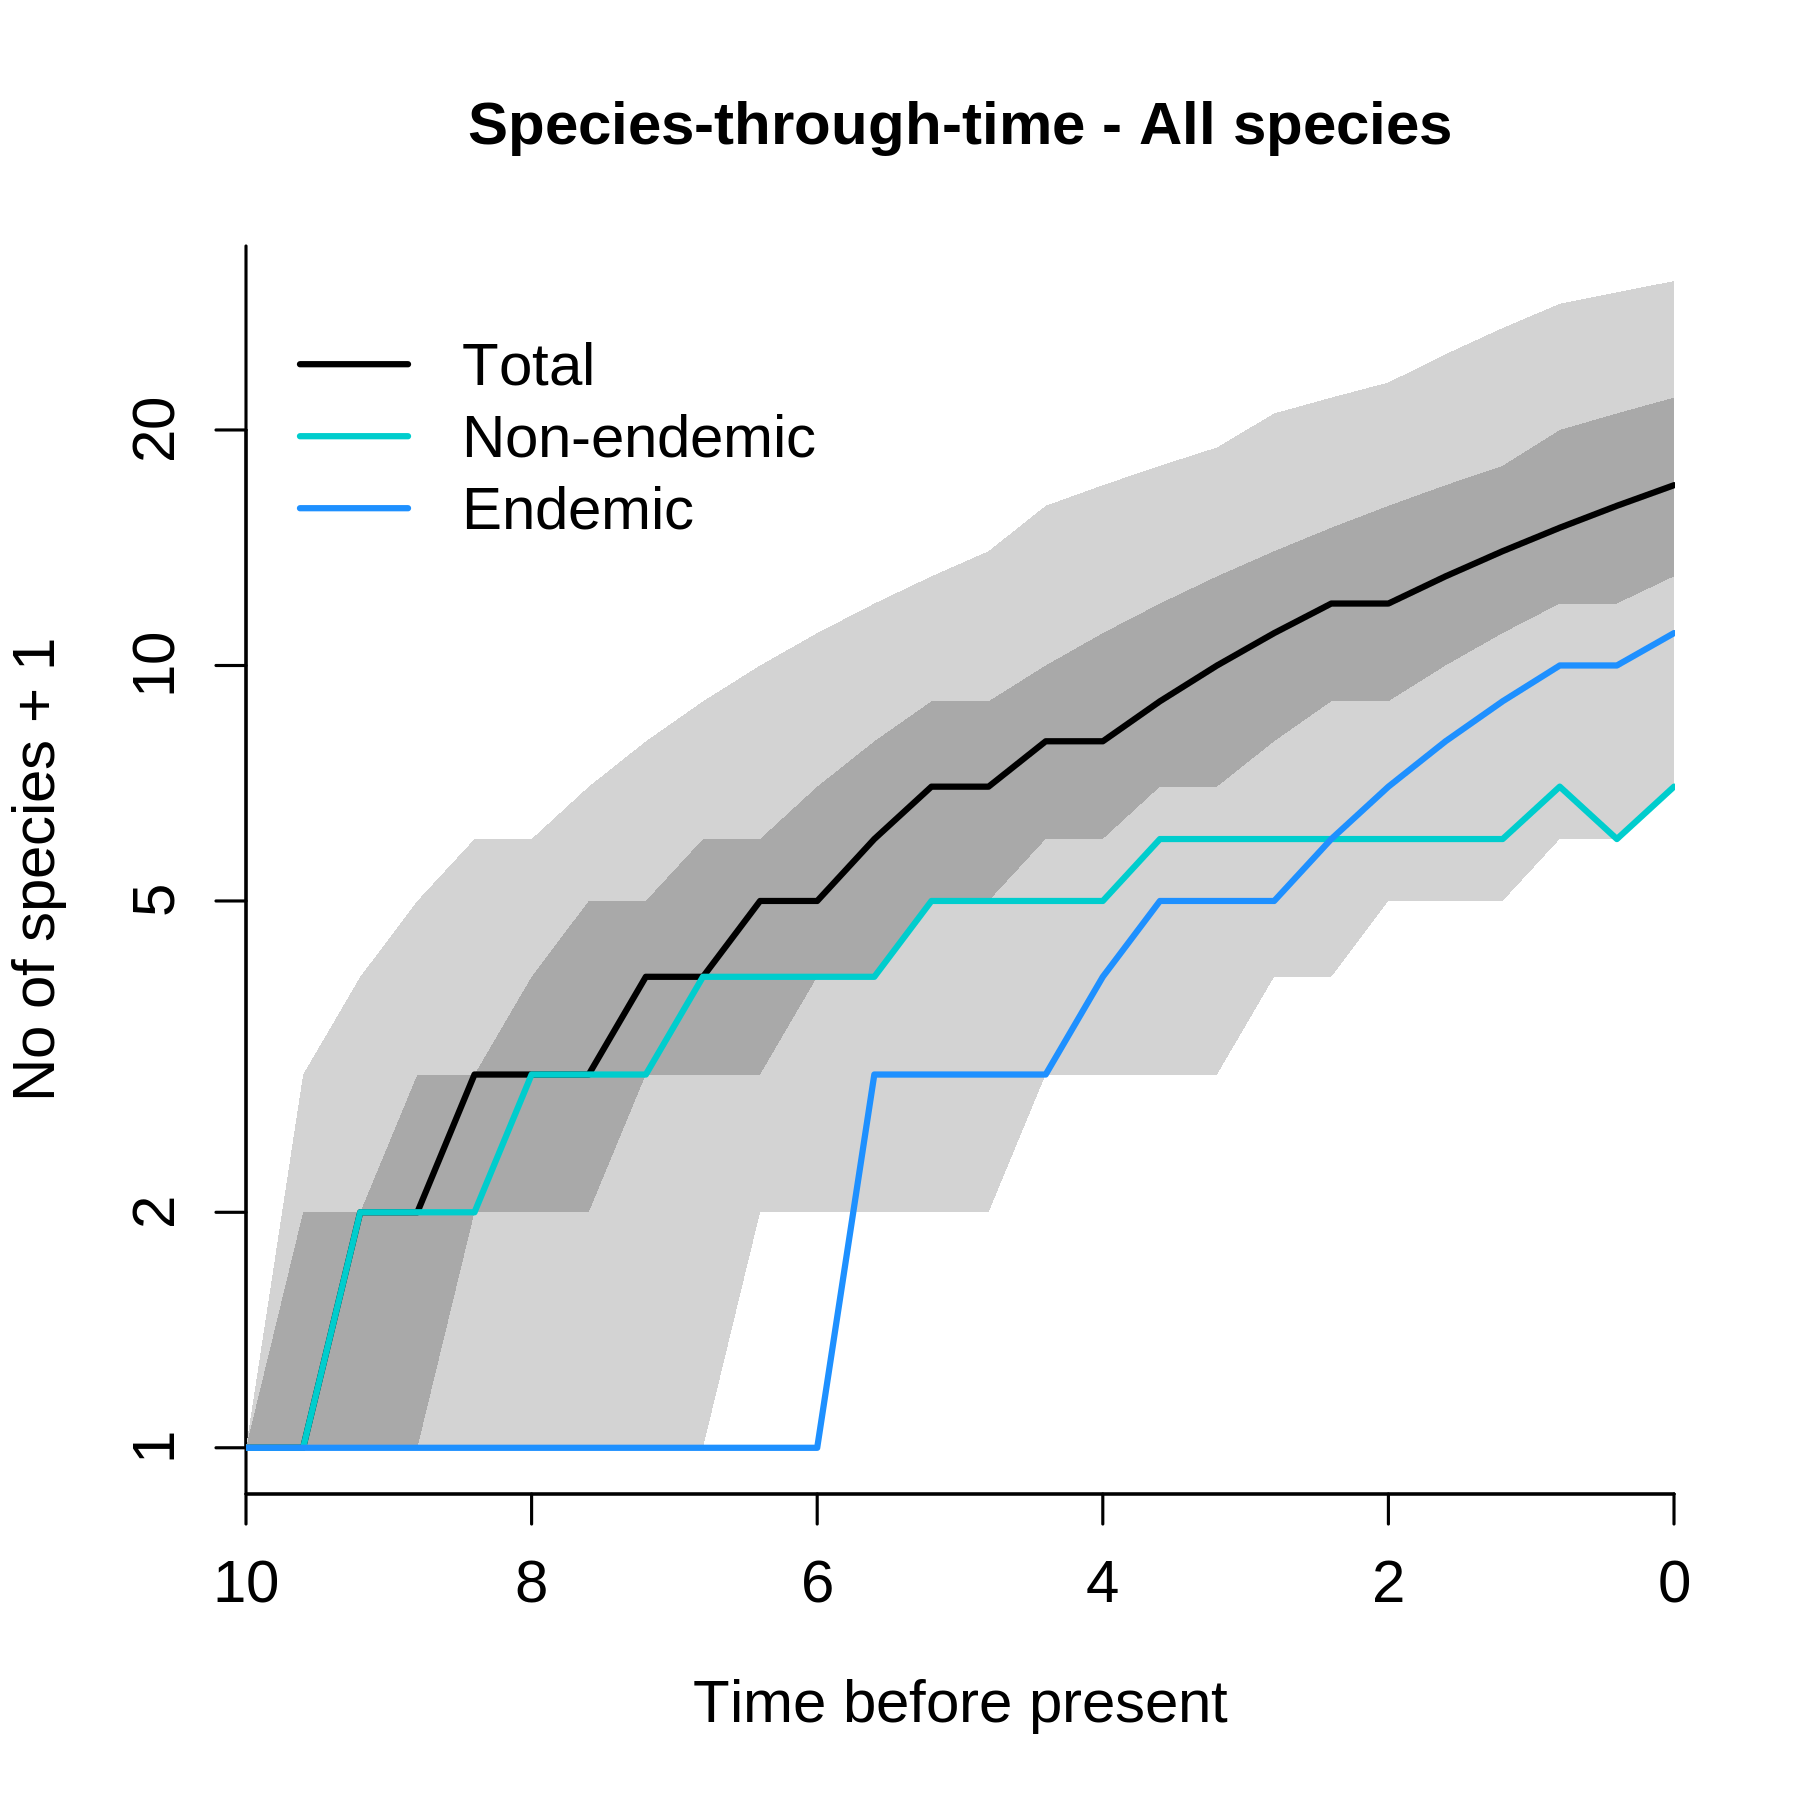 Species-through-time - All species
Total
Non-endemic
Endemic
No of species + 1
20
10
5
2
1
10 8 6 4 2 0
Time before present